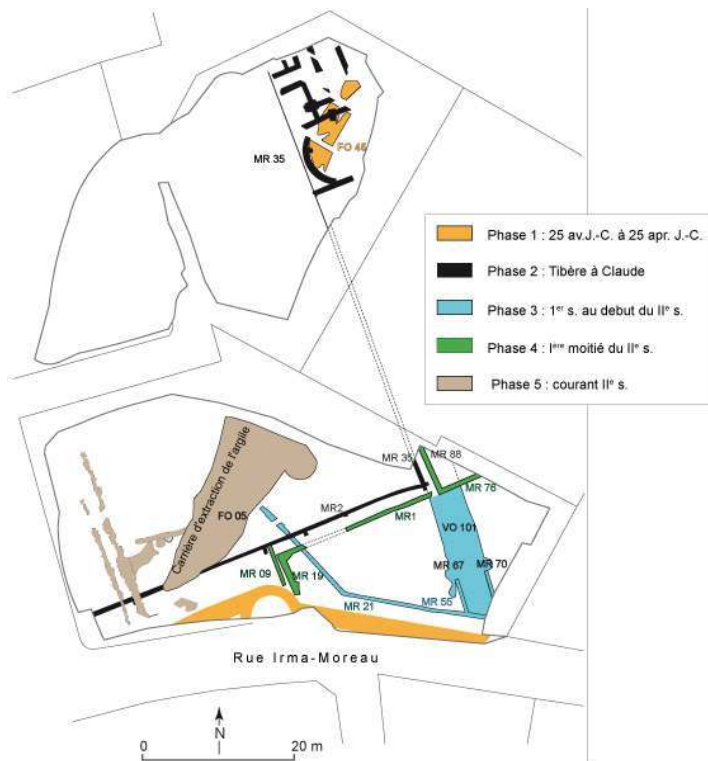 MR 35
FO 46
Phase 1 : 25 av.J.-C. à 25 apr. J.-C.
Phase 2 : Tibère à Claude
Phase 3 : 1er s. au debut du IIe s.
Phase 4 : Ière moitié du IIe s.
Phase 5 : courant IIe s.
Carrière d'extraction de l'argile
FO 05
MR 35
MR 88
MR 76
MR2
MR1
VO 101
MR 09
MR 19
MR 67
MR 70
MR 21
MR 55
Rue Irma-Moreau
N
0 20 m